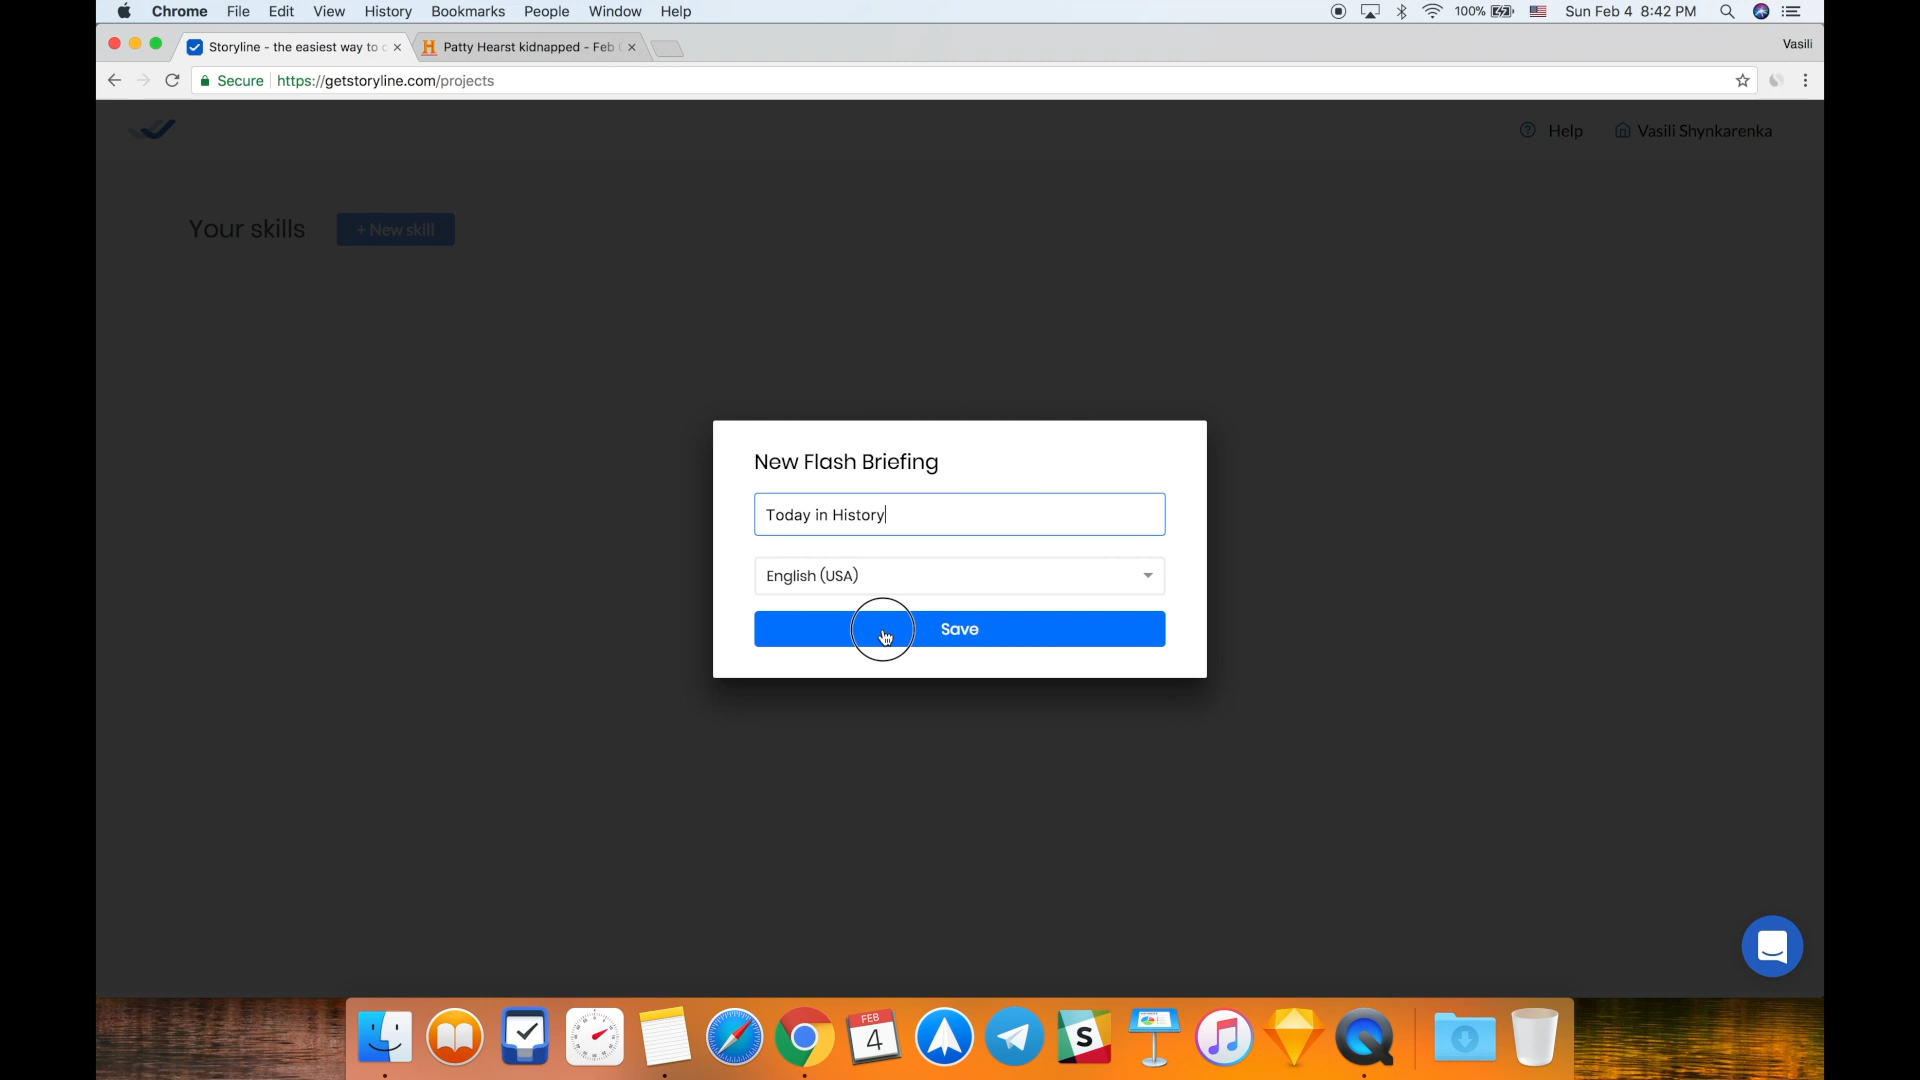 Chrome File Edit View History Bookmarks People Window Help 100% Sun Feb 4 8:42 PM
Storyline - the easiest way to c Patty Hearst kidnapped - Feb Vasili
Secure https://getstoryline.com/projects
Help Vasili Shynkarenka
Your skills + New skill
New Flash Briefing
Today in History
English (USA)
Save
FEB
4
S